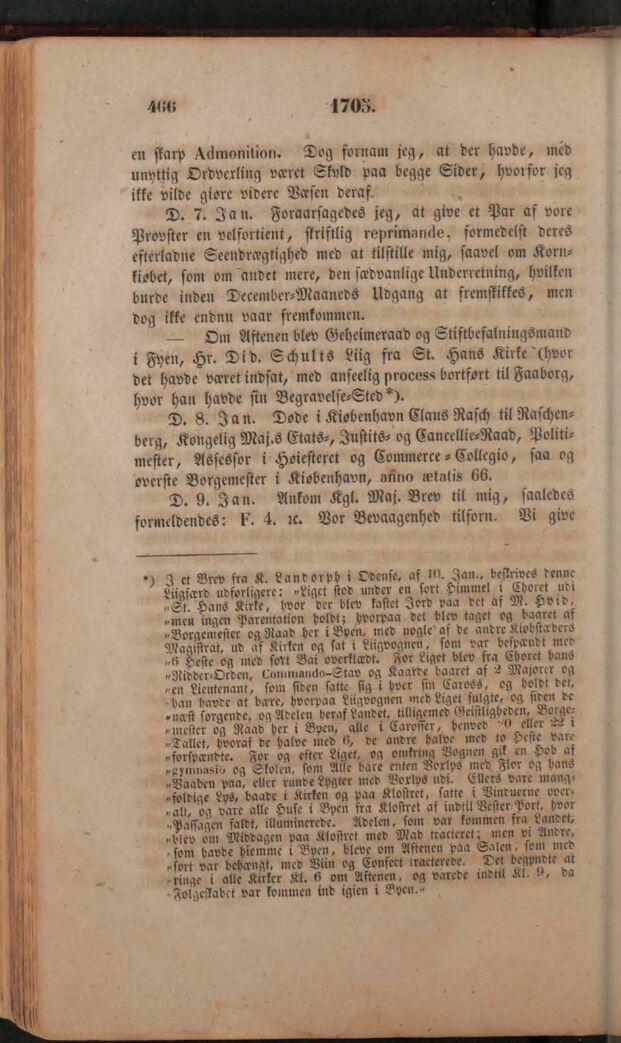 466 1705.
en skarp Admonition. Dog fornam jeg, at der havde, med
unyttig Ordvexling været Skyld paa begge Sider, hvorfor jeg
ikke vilde giøre videre Væsen deraf.
D. 7. Jan. Foraarsagedes jeg, at give et Par af vore
Provster en velfortient, skriftlig reprimande, formedelst deres
efterladne Seendrægtighed med at tilstille mig, saavel om Korn-
kiøbet, som om andet mere, den sædvanlige Underretning, hvilken
burde inden December-Maaneds Udgang at fremskikkes, men
dog ikke endnu vaar fremkommen.
— Om Aftenen blev Geheimeraad og Stiftbefalningsmand
i Fyen, Hr. Did. Schults Liig fra St. Hans Kirke (hvor
det havde været indsat, med anseelig process bortført til Faaborg,
hvor han havde sin Begravelse-Sted*).
D. 8. Jan. Døde i Kiøbenhavn Claus Rasch til Raschen-
berg, Kongelig Maj.s Etats-, Justits- og Cancellie-Raad, Politi-
mester, Assessor i Høiesteret og Commerce-Collegio, saa og
øverste Borgemester i Kiøbenhavn, anno ætatis 66.
D. 9. Jan. Ankom Kgl. Maj. Brev til mig, saaledes
formeldendes: F. 4. ꝛc. Vor Bevaagenhed tilforn. Vi give
*) I et Brev fra K. Landorph i Odense, af 10. Jan., beskrives denne
Liigfærd udførligere: „Liget stod under en sort Himmel i Choret udi
„St. Hans Kirke, hvor der blev kastet Jord paa det af M. Hvid,
„men ingen Parentation holdt; hvorpaa det blev taget og baaret af
„Borgemester og Raad her i Byen, med nogle af de andre Kiøbstæders
Magistrat, ud af Kirken og sat i Liigvognen, som var bespændt med
„6 Heste og med sort Bai overklædt. For Liget blev fra Choret hans
„Ridder-Orden, Commando-Stav og Kaarde baaret af 2 Majorer og
„en Lieutenant, som siden satte sig i hver sin Caross, og holdt det,
„han havde at bære, hvorpaa Liigvognen med Liget fulgte, og siden de
„næst sørgende, og Adelen heraf Landet, tilligemed Geistligheden, Borge-
„mester og Raad her i Byen, alle i Carosser, henved 20 eller 22 i
„Tallet, hvoraf de halve med 6, de andre halve med to Heste vare
„forspændte. For og efter Liget, og omkring Vognen gik en Hob af
„gymnasio og Skolen, som Alle bare enten Voxlys med Flor og hans
„Vaaben paa, eller runde Lygter med Voxlys udi. Ellers vare mang-
„foldige Lys, baade i Kirken og paa Klostret, satte i Vinduerne over-
„alt, og vare alle Huse i Byen fra Klostret af indtil Vester-Port, hvor
„Passagen faldt, illuminerede. Adelen, som var kommen fra Landet,
„blev om Middagen paa Klostret med Mad tracteret; men vi Andre,
„som havde hiemme i Byen, bleve om Aftenen paa Salen, som med
„sort var behængt, med Viin og Confect tracterede. Det begyndte at
„ringe i alle Kirker Kl. 6 om Aftenen, og varede indtil Kl. 9, da
„Følgeskabet var kommen ind igien i Byen.“